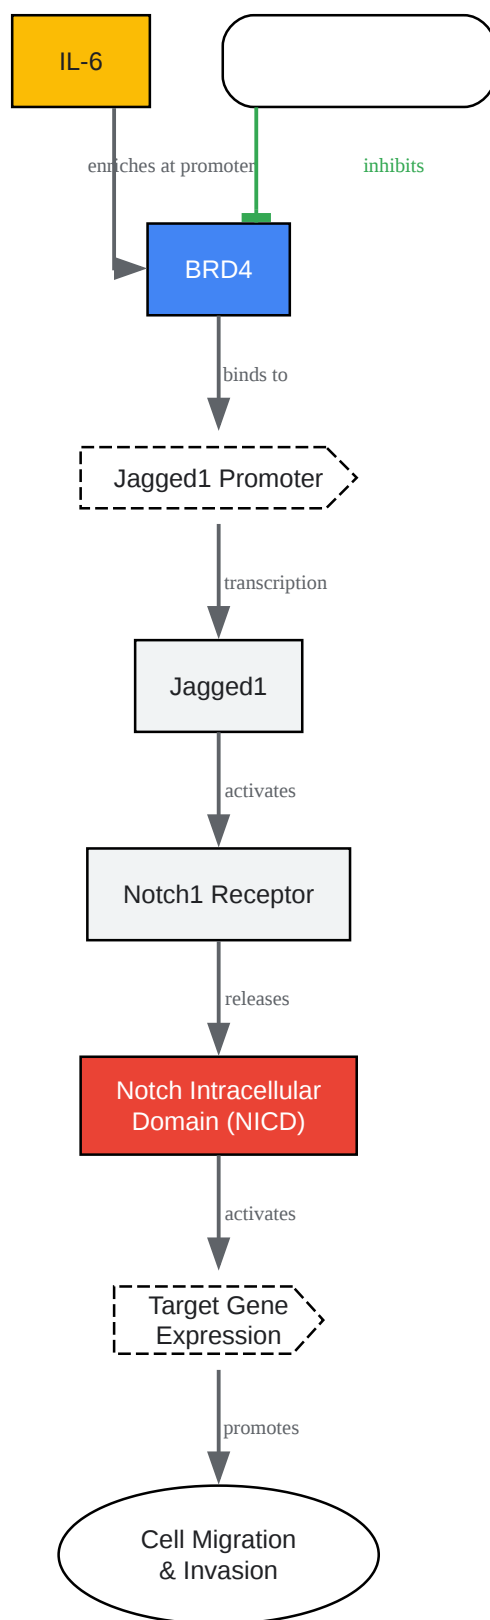 IL-6
enriches at promoter
inhibits
BRD4
binds to
Jagged1 Promoter
transcription
Jagged1
activates
Notch1 Receptor
releases
Notch Intracellular
Domain (NICD)
activates
Target Gene
Expression
promotes
Cell Migration
& Invasion